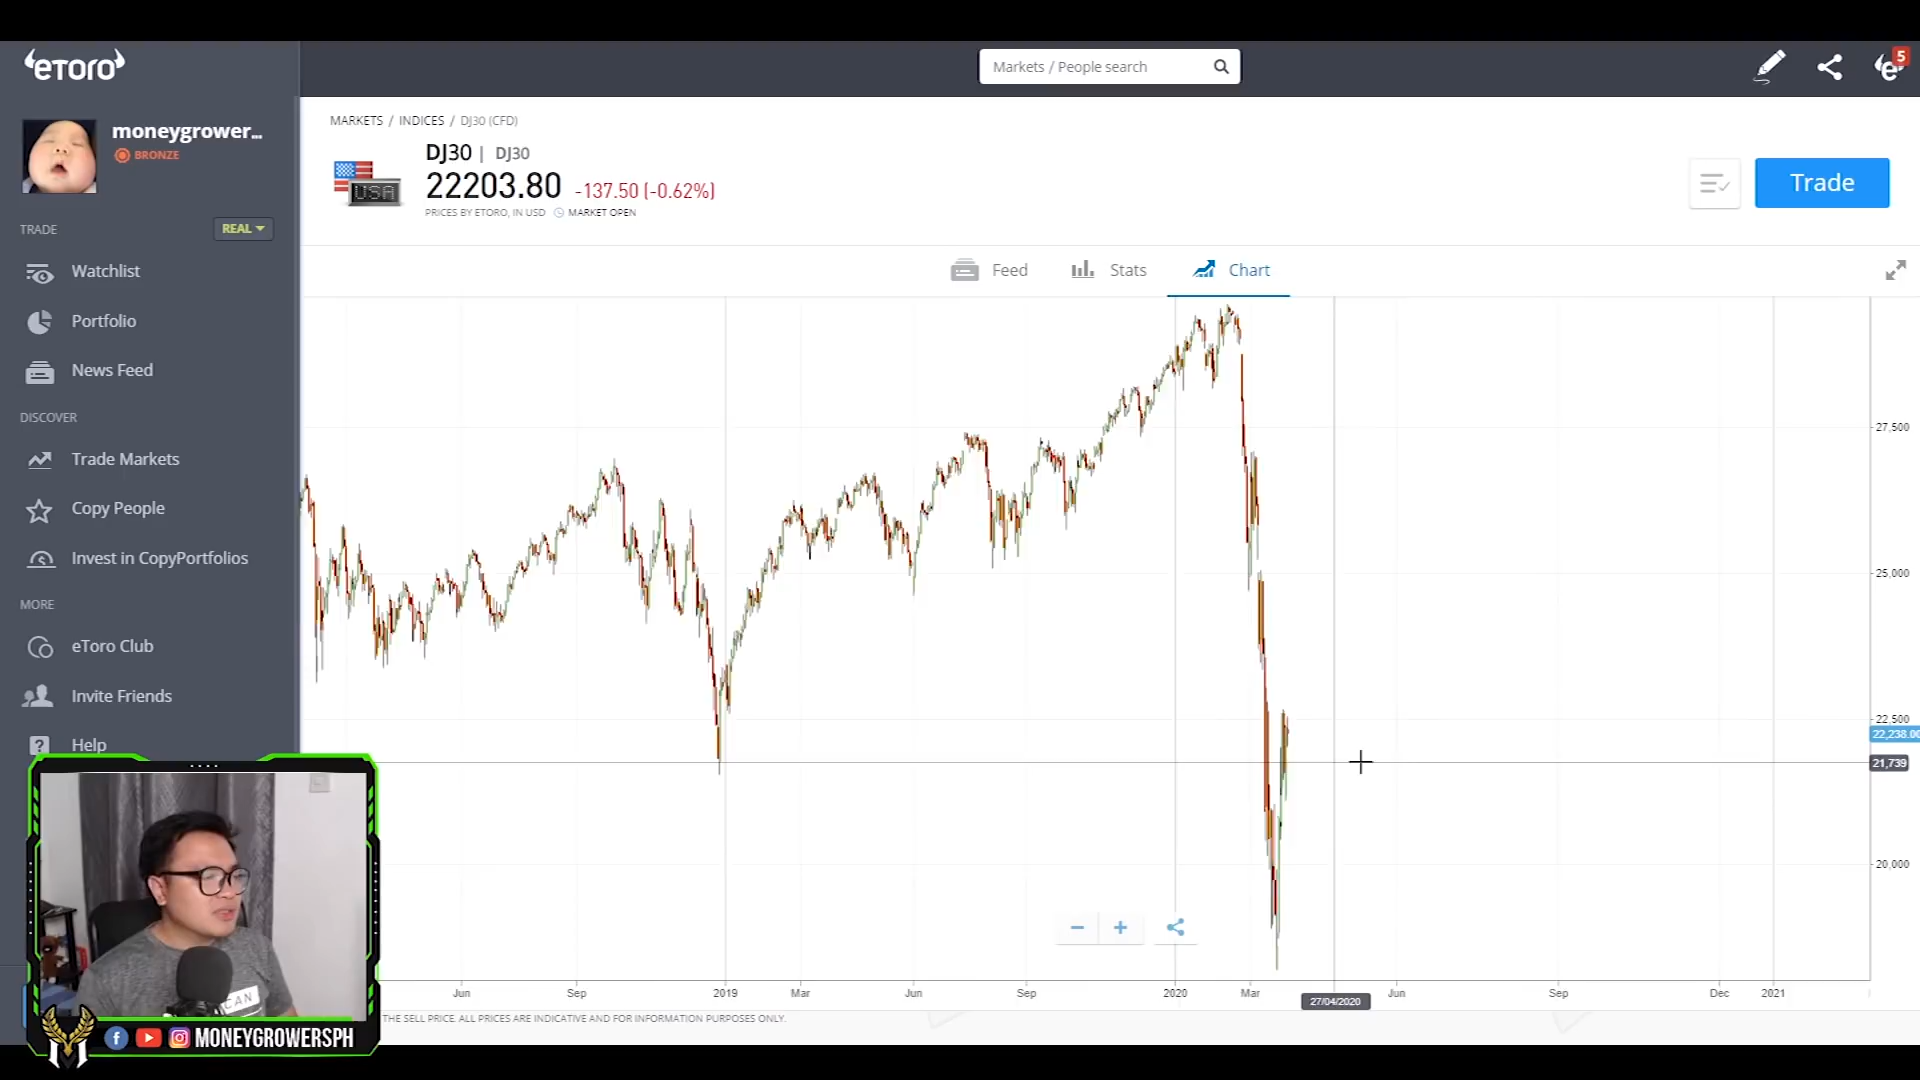 eToro
Markets / People search
5
moneygrower...
BRONZE
TRADE
REAL
Watchlist
Portfolio
News Feed
DISCOVER
Trade Markets
Copy People
Invest in CopyPortfolios
MORE
eToro Club
Invite Friends
Help
MARKETS / INDICES / DJ30 (CFD)
USA
DJ30 | DJ30
22203.80 -137.50 (-0.62%)
PRICES BY ETORO, IN USD MARKET OPEN
Trade
Feed
Stats
Chart
27,500
25,000
22,500
22,238.00
21,739
20,000
Jun Sep 2019 Mar Jun Sep 2020 Mar 27/04/2020 Jun Sep Dec 2021
THE SELL PRICE. ALL PRICES ARE INDICATIVE AND FOR INFORMATION PURPOSES ONLY.
CAN
MONEYGROWERSPH